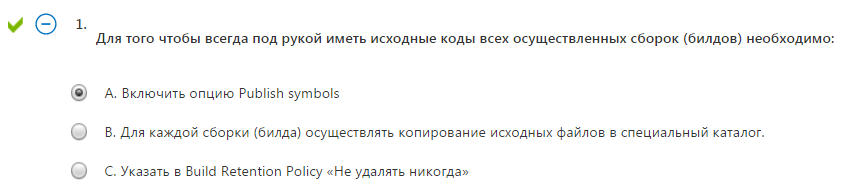 1.
Для того чтобы всегда под рукой иметь исходные коды всех осуществленных сборок (билдов) необходимо:
A. Включить опцию Publish symbols
B. Для каждой сборки (билда) осуществлять копирование исходных файлов в специальный каталог.
C. Указать в Build Retention Policy «Не удалять никогда»